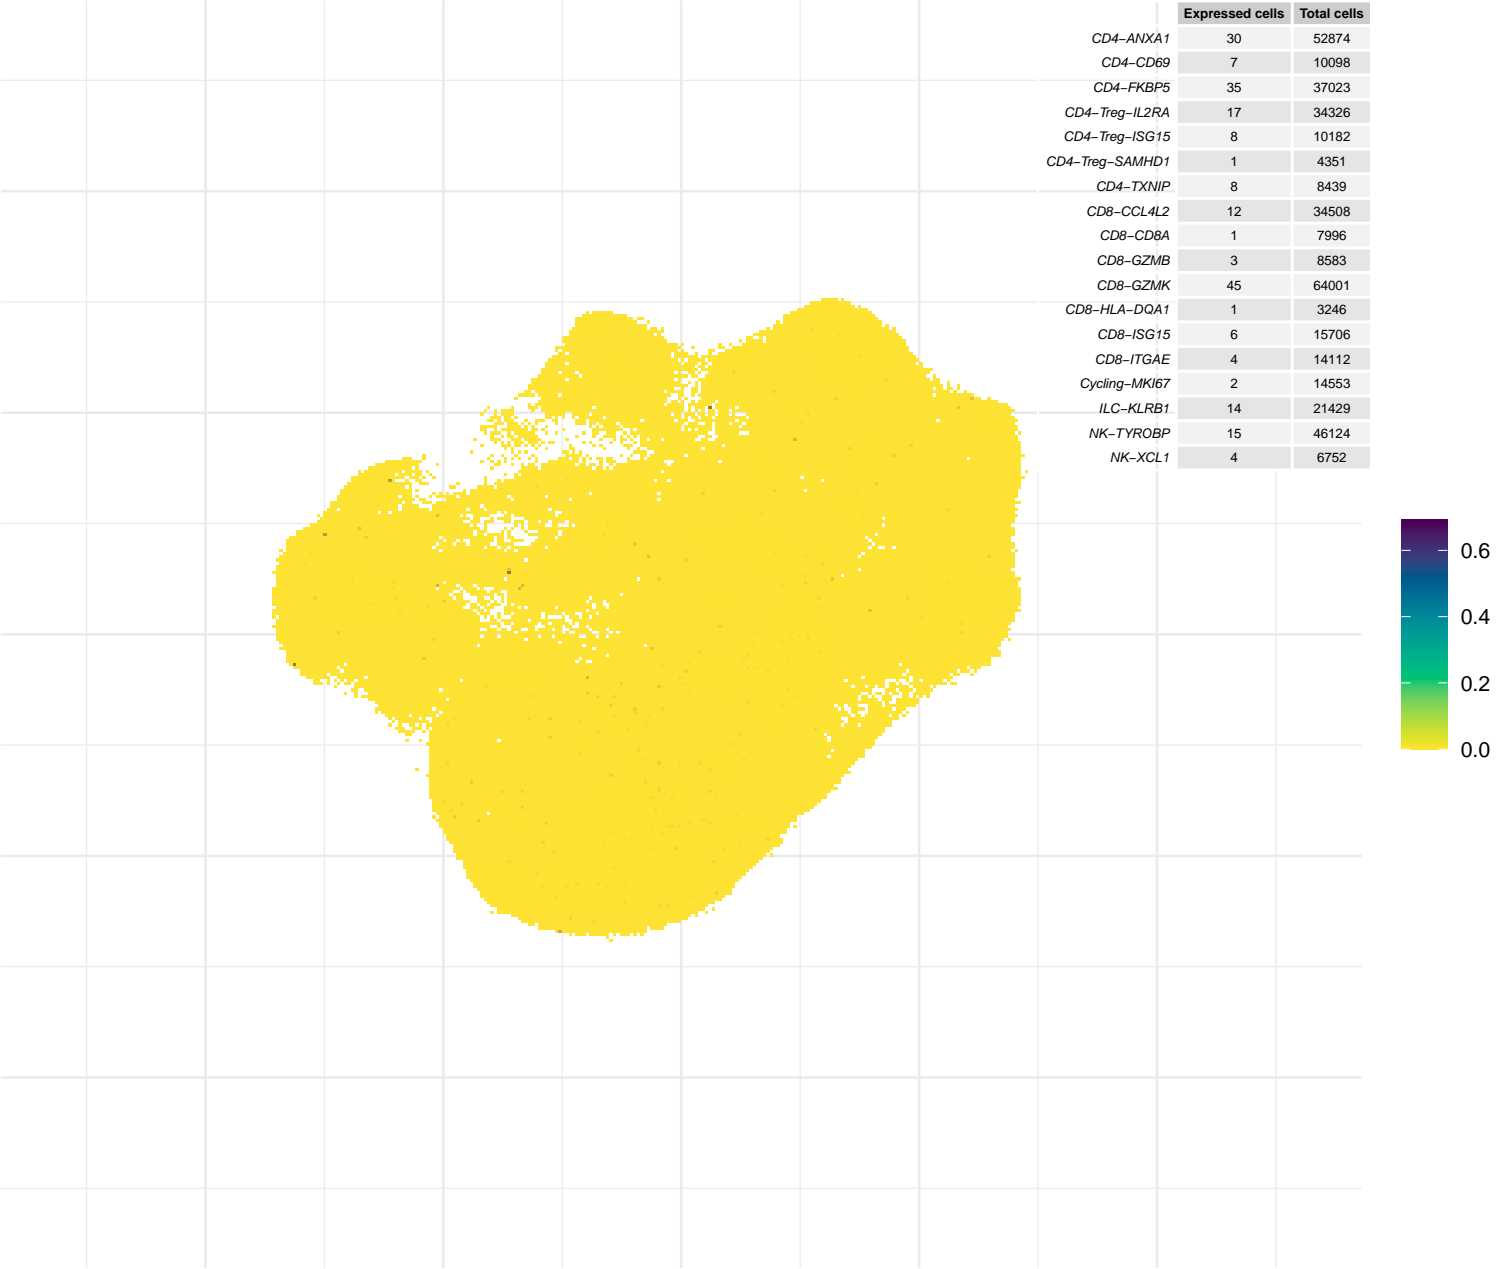 Expressed cells Total cells
CD4−ANXA1 30 52874
CD4−CD69 7 10098
CD4−FKBP5 35 37023
CD4−Treg−IL2RA 17 34326
CD4−Treg−ISG15 8 10182
CD4−Treg−SAMHD1 1 4351
CD4−TXNIP 8 8439
CD8−CCL4L2 12 34508
CD8−CD8A 1 7996
CD8−GZMB 3 8583
CD8−GZMK 45 64001
CD8−HLA−DQA1 1 3246
CD8−ISG15 6 15706
CD8−ITGAE 4 14112
Cycling−MKI67 2 14553
ILC−KLRB1 14 21429
NK−TYROBP 15 46124
NK−XCL1 4 6752
0.6
0.4
0.2
0.0